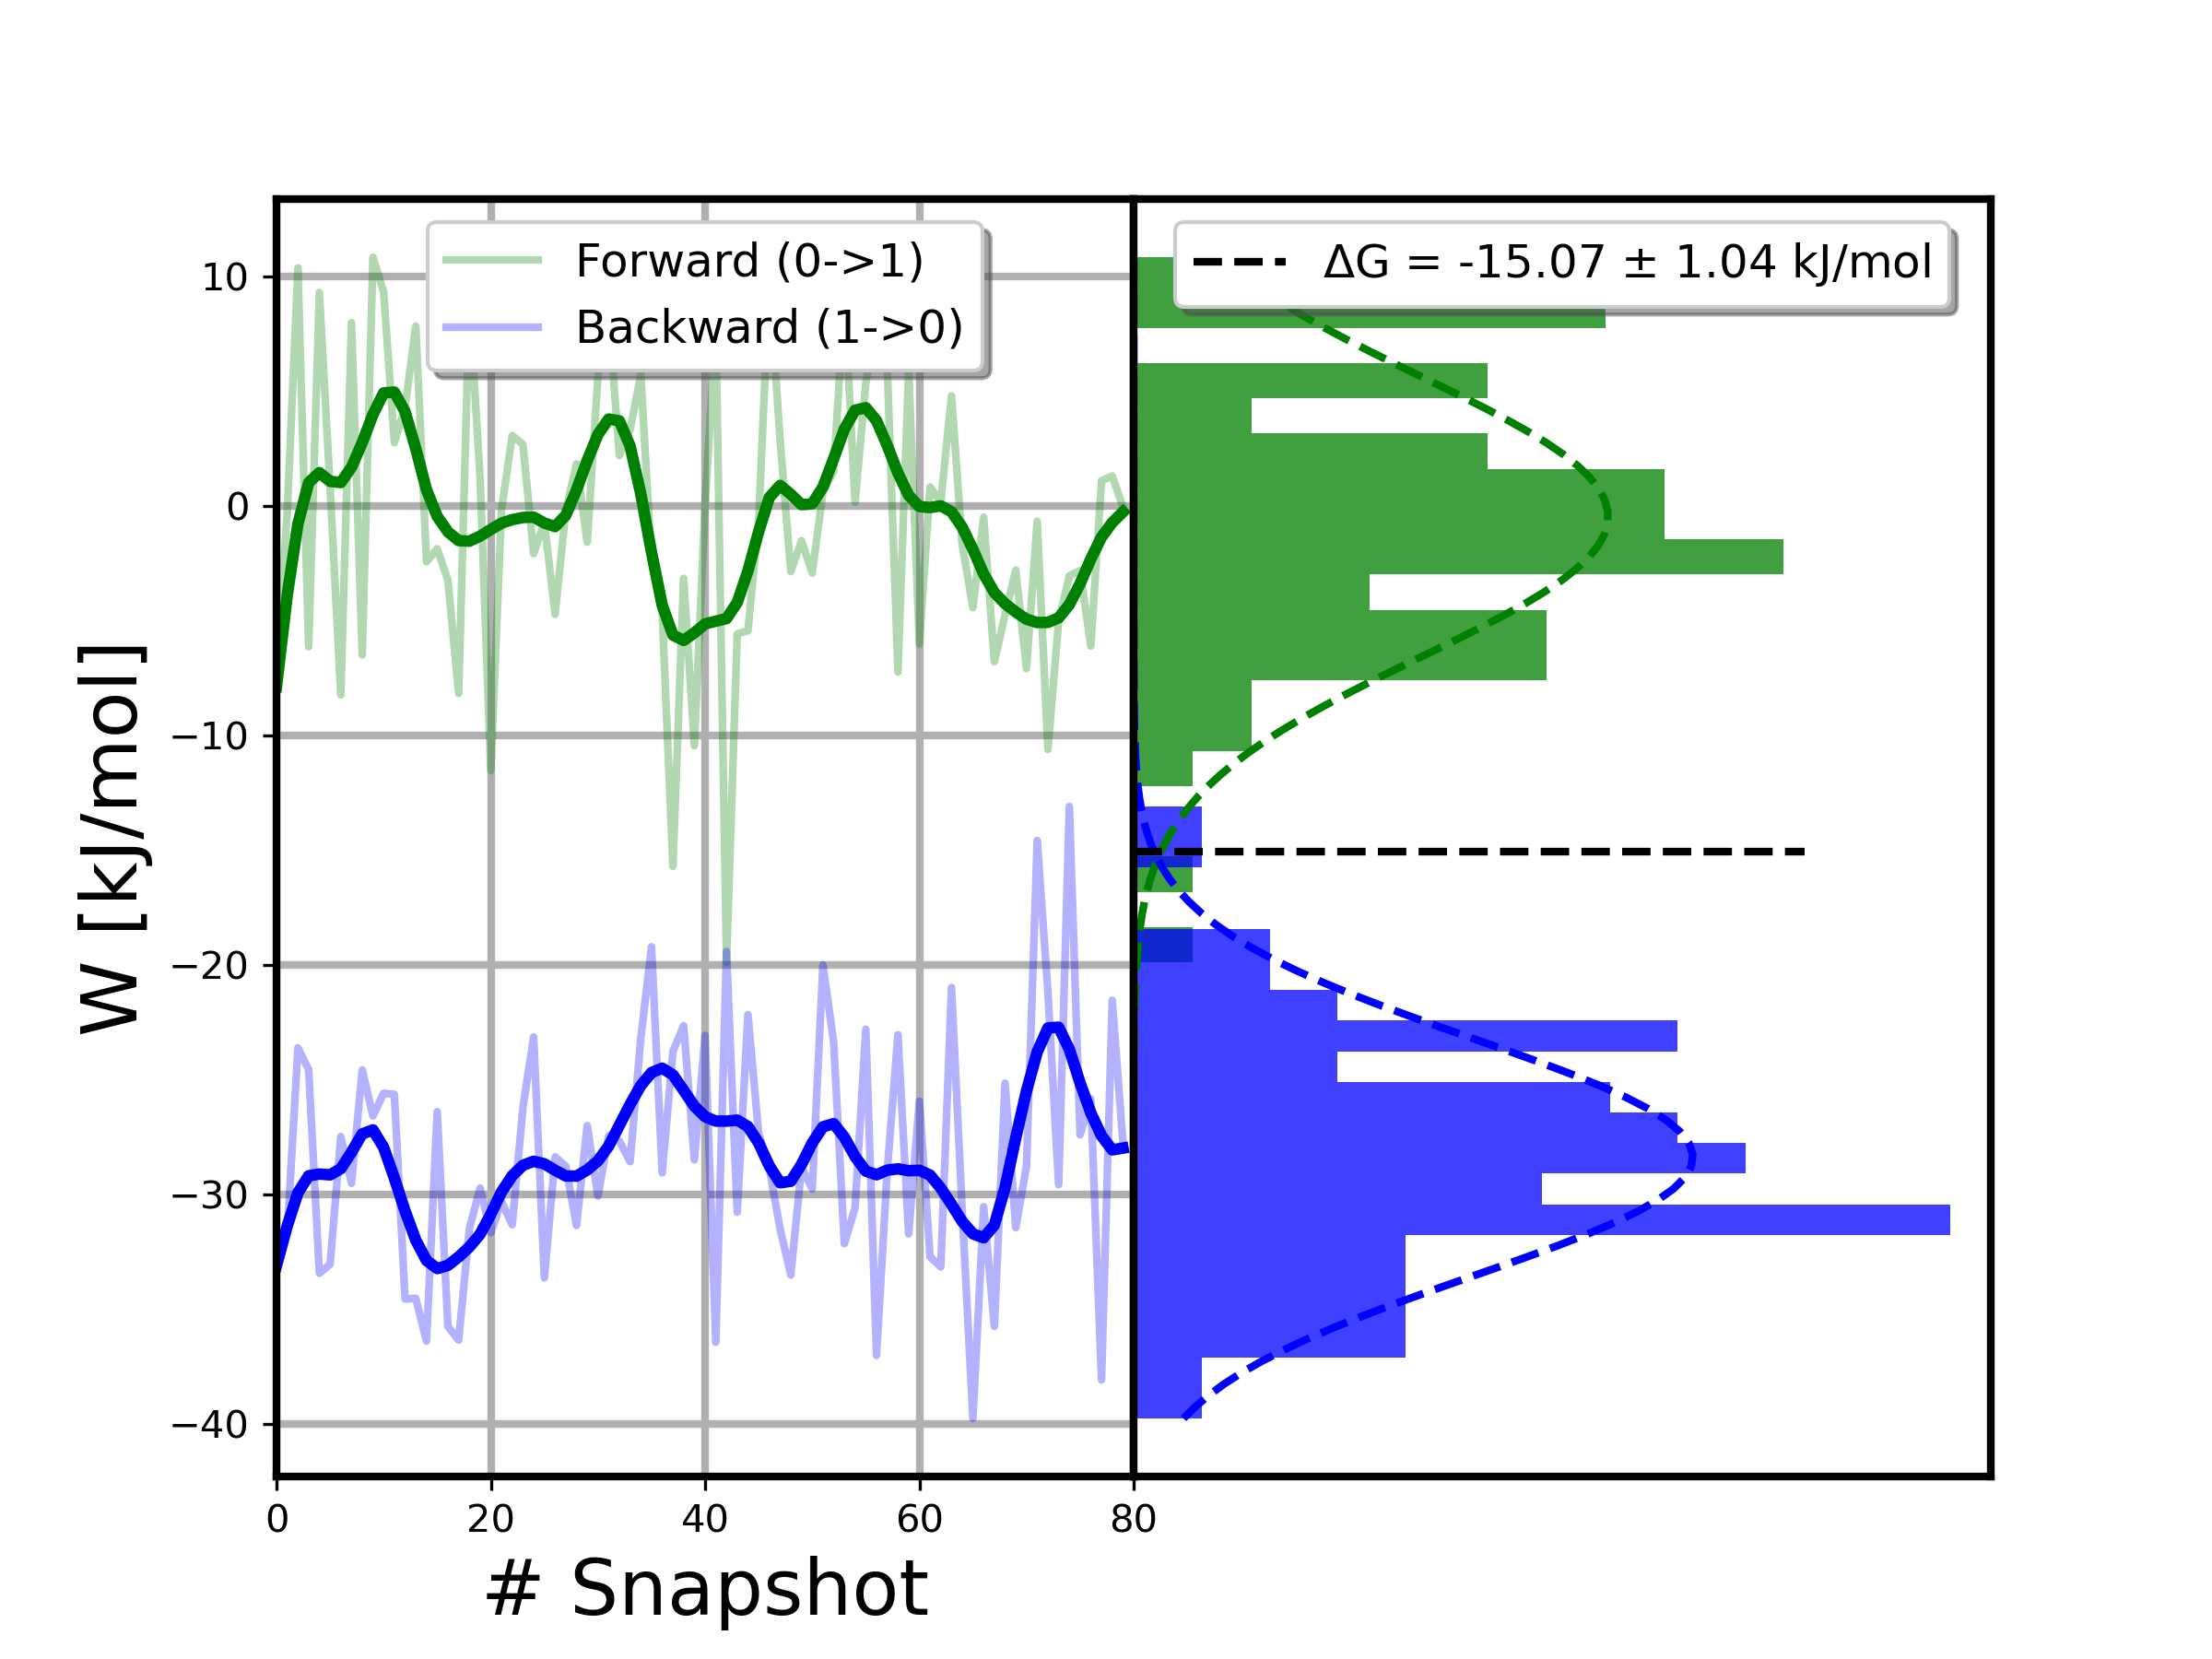 Forward (0->1)
Backward (1->0)
ΔG = -15.07 ± 1.04 kJ/mol
W [kJ/mol]
10
0
−10
−20
−30
−40
0
20
40
60
80
# Snapshot